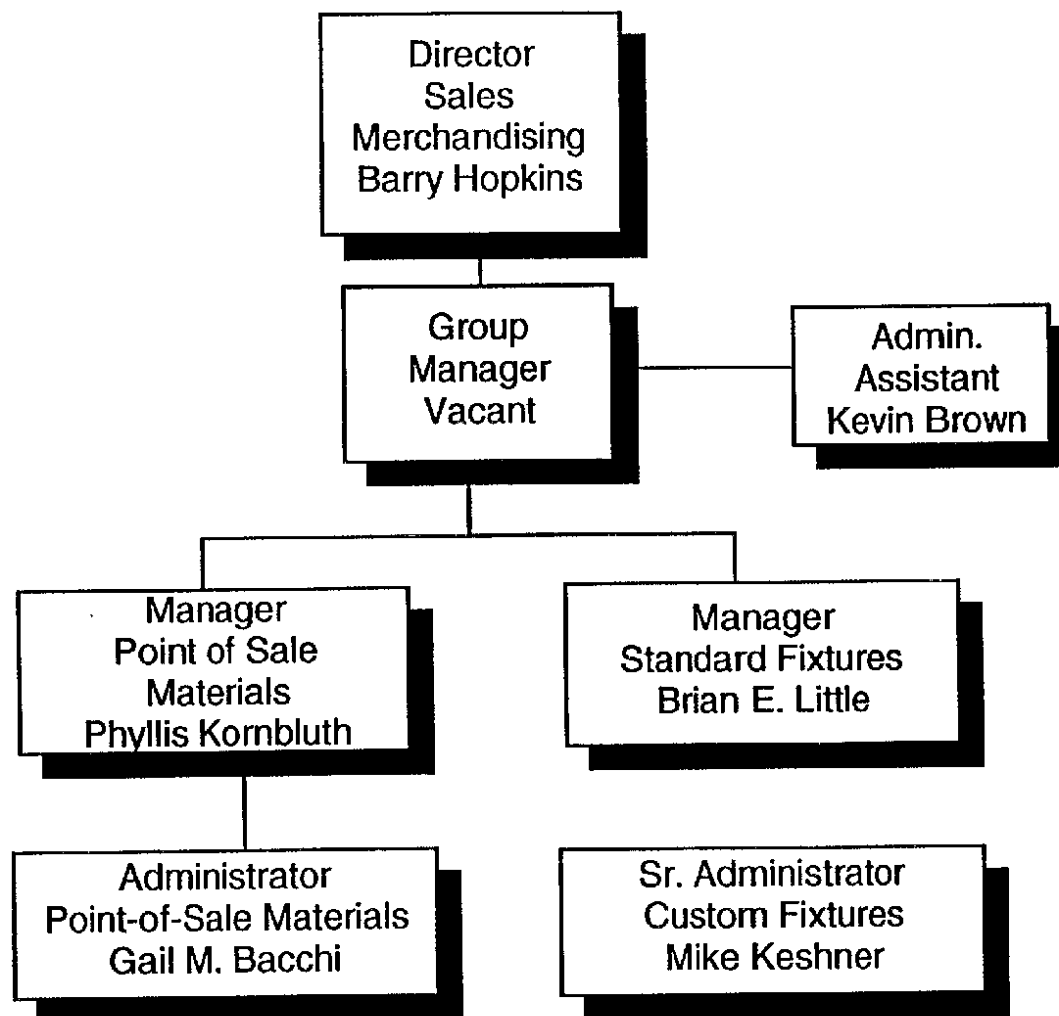 Director
Sales
Merchandising
Barry Hopkins
Group
Manager
Vacant
Admin.
Assistant
Kevin Brown
Manager
Point of Sale
Materials
Phyllis Kornbluth
Manager
Standard Fixtures
Brian E. Little
Administrator
Point-of-Sale Materials
Gail M. Bacchi
Sr. Administrator
Custom Fixtures
Mike Keshner